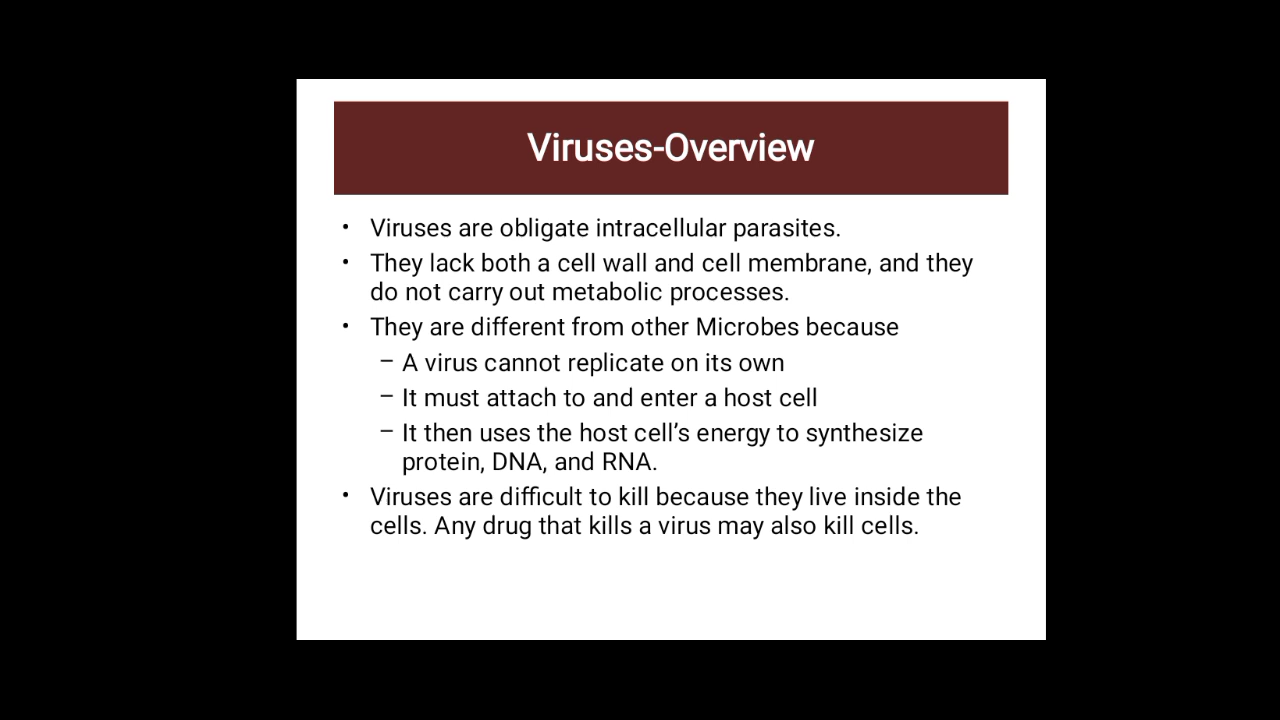 Viruses-Overview
• Viruses are obligate intracellular parasites.
• They lack both a cell wall and cell membrane, and they
do not carry out metabolic processes.
• They are different from other Microbes because
– A virus cannot replicate on its own
– It must attach to and enter a host cell
– It then uses the host cell’s energy to synthesize
protein, DNA, and RNA.
• Viruses are difficult to kill because they live inside the
cells. Any drug that kills a virus may also kill cells.